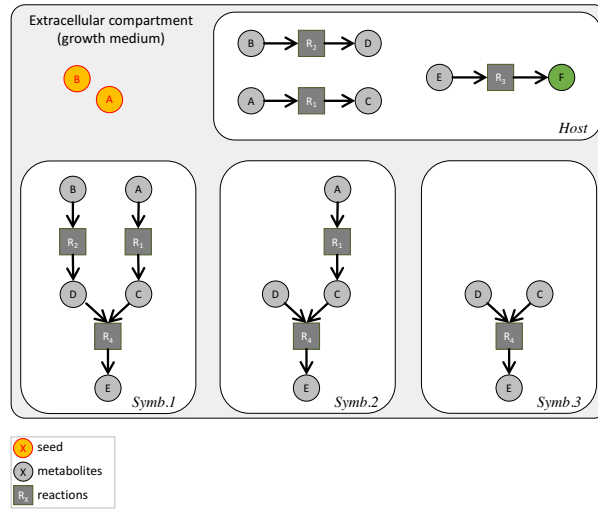 Extracellular compartment
(growth medium)
B
A
B R2 D
A R1 C
E R3 F
Host
B A
R2 R1
D C
R4
E
Symb.1
A
R1
D C
R4
E
Symb.2
D C
R4
E
Symb.3
X seed
X metabolites
Rx reactions